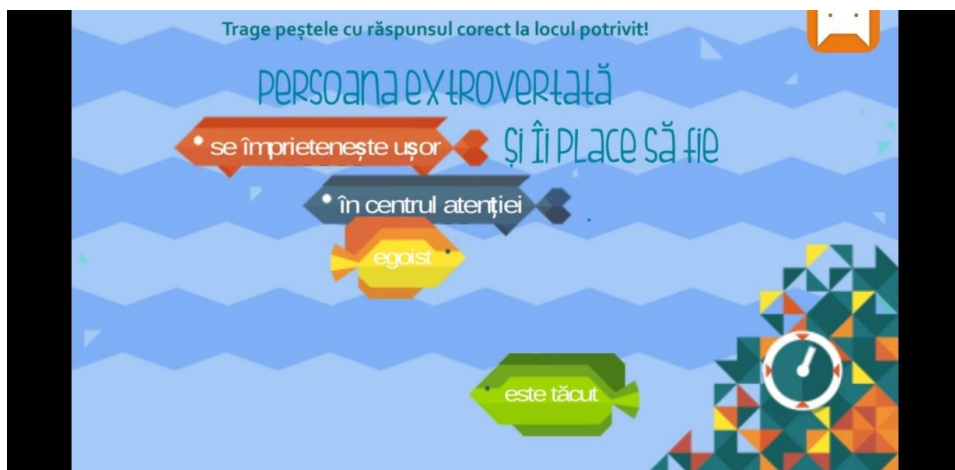 Trage peștele cu răspunsul corect la locul potrivit!
Persoana extrovertată
se împrietenește ușor și îi place să fie
în centrul atenției .
egoist
este tăcut